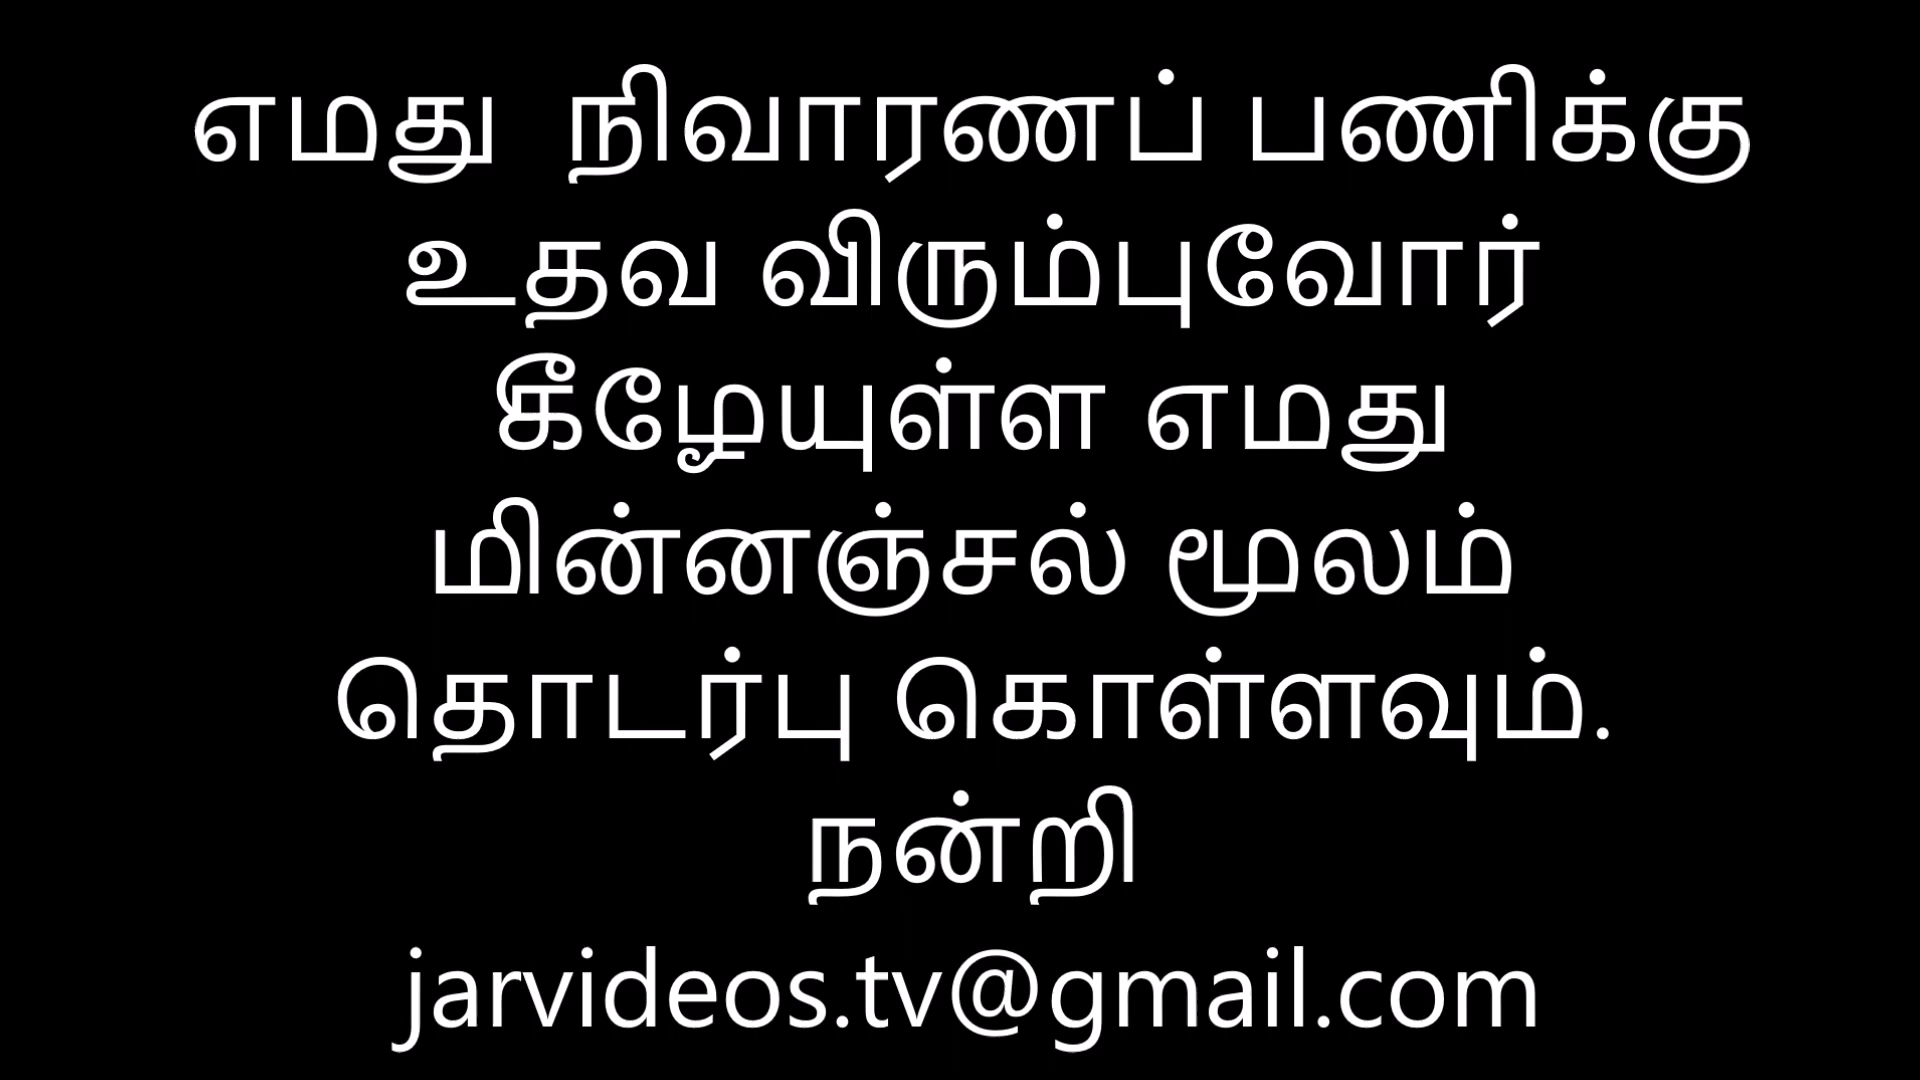 எமது நிவாரணப் பணிக்கு
உதவ விரும்புவோர்
கீழேயுள்ள எமது
மின்னஞ்சல் மூலம்
தொடர்பு கொள்ளவும்.
நன்றி
jarvideos.tv@gmail.com